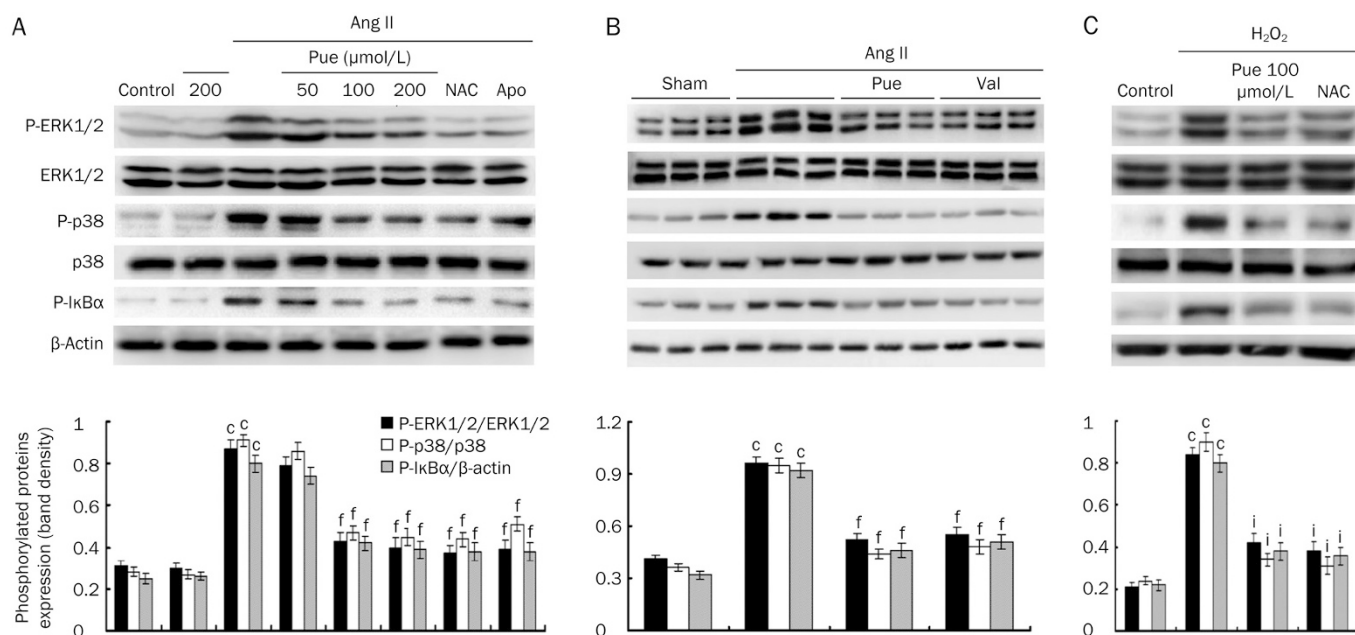 A
Ang II
Pue (μmol/L)
Control 200 50 100 200 NAC Apo
P-ERK1/2
ERK1/2
P-p38
p38
P-IκBα
β-Actin
B
Ang II
Sham Pue Val
C
H₂O₂
Pue 100
Control μmol/L NAC
Phosphorylated proteins
expression (band density)
1
0.8
0.6
0.4
0.2
0
P-ERK1/2/ERK1/2
P-p38/p38
P-IκBα/β-actin
c c c
f f f f f f f f f f f f
1.2
0.9
0.6
0.3
0
c c c
f f f f f f
1
0.8
0.6
0.4
0.2
0
c c c
i i i i i i